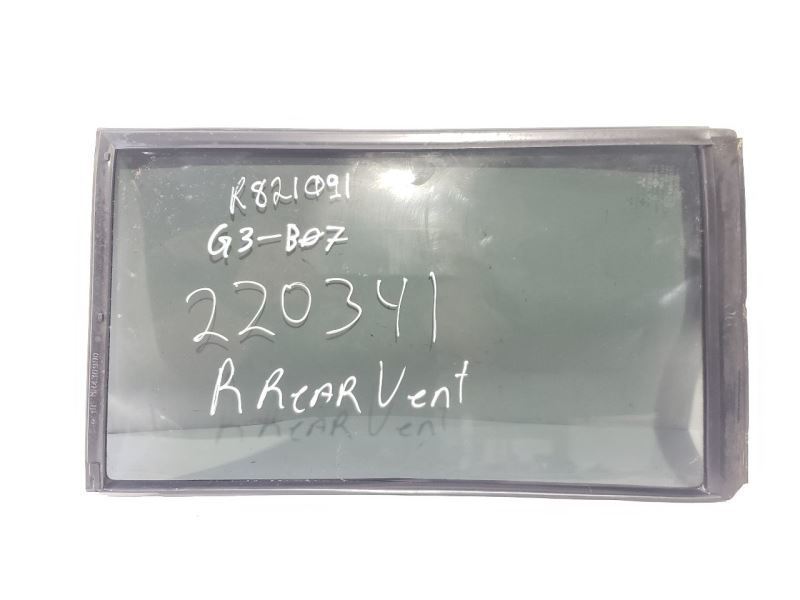 R821091
G3-B07
220341
R REAR Vent